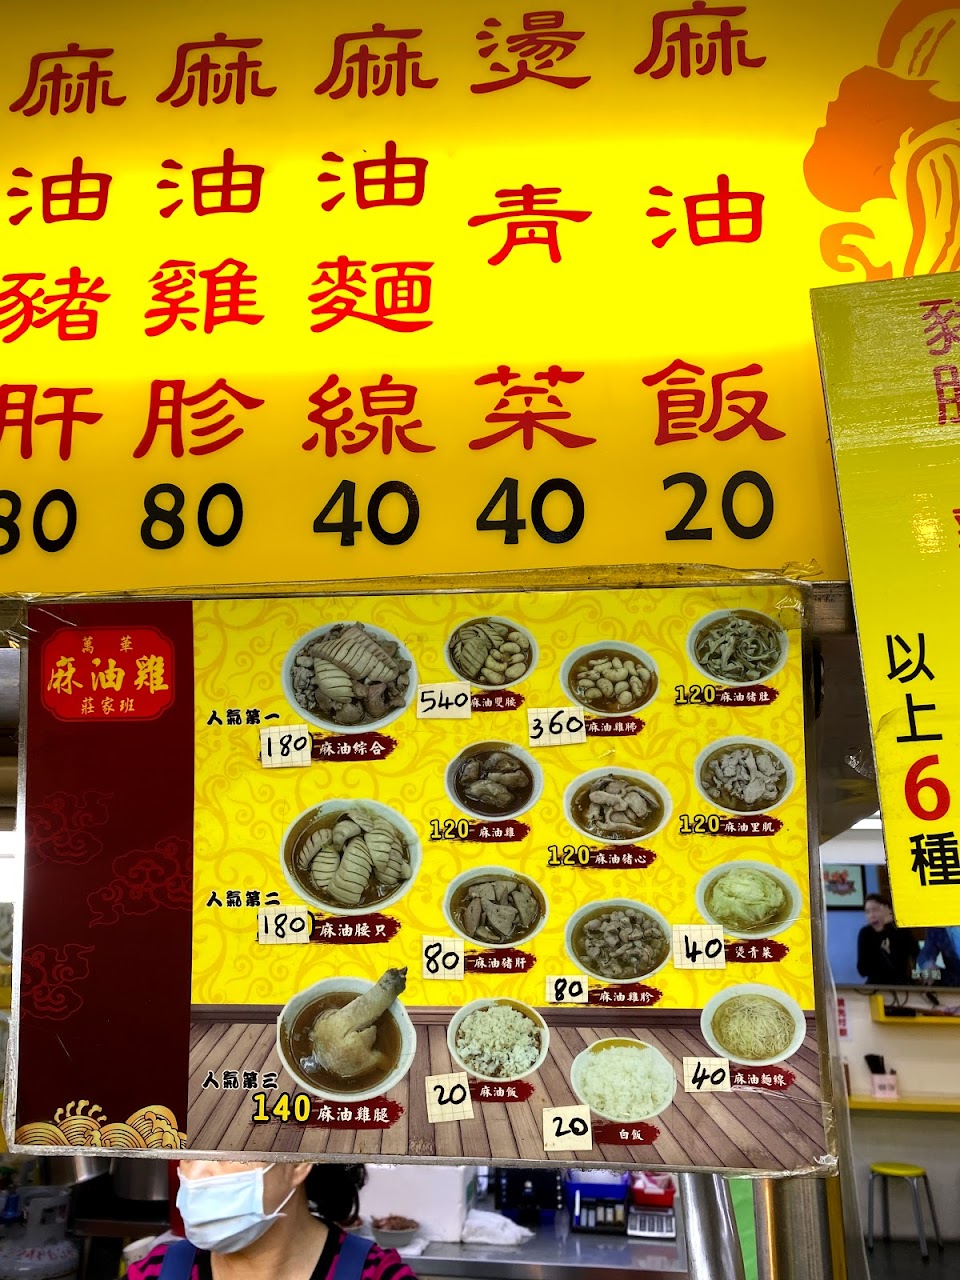 麻油豬肝 80
麻油雞胗 80
麻油麵線 40
燙青菜 40
麻油飯 20
以上6種
萬華
麻油雞
莊家班
人氣第一
180 麻油綜合
540 麻油雙腰
360 麻油雞胇
120 麻油豬肚
120 麻油雞
120 麻油豬心
120 麻油里肌
人氣第二
180 麻油腰只
80 麻油豬肝
80 麻油雞胗
40 燙青菜
人氣第三
140 麻油雞腿
20 麻油飯
20 白飯
40 麻油麵線